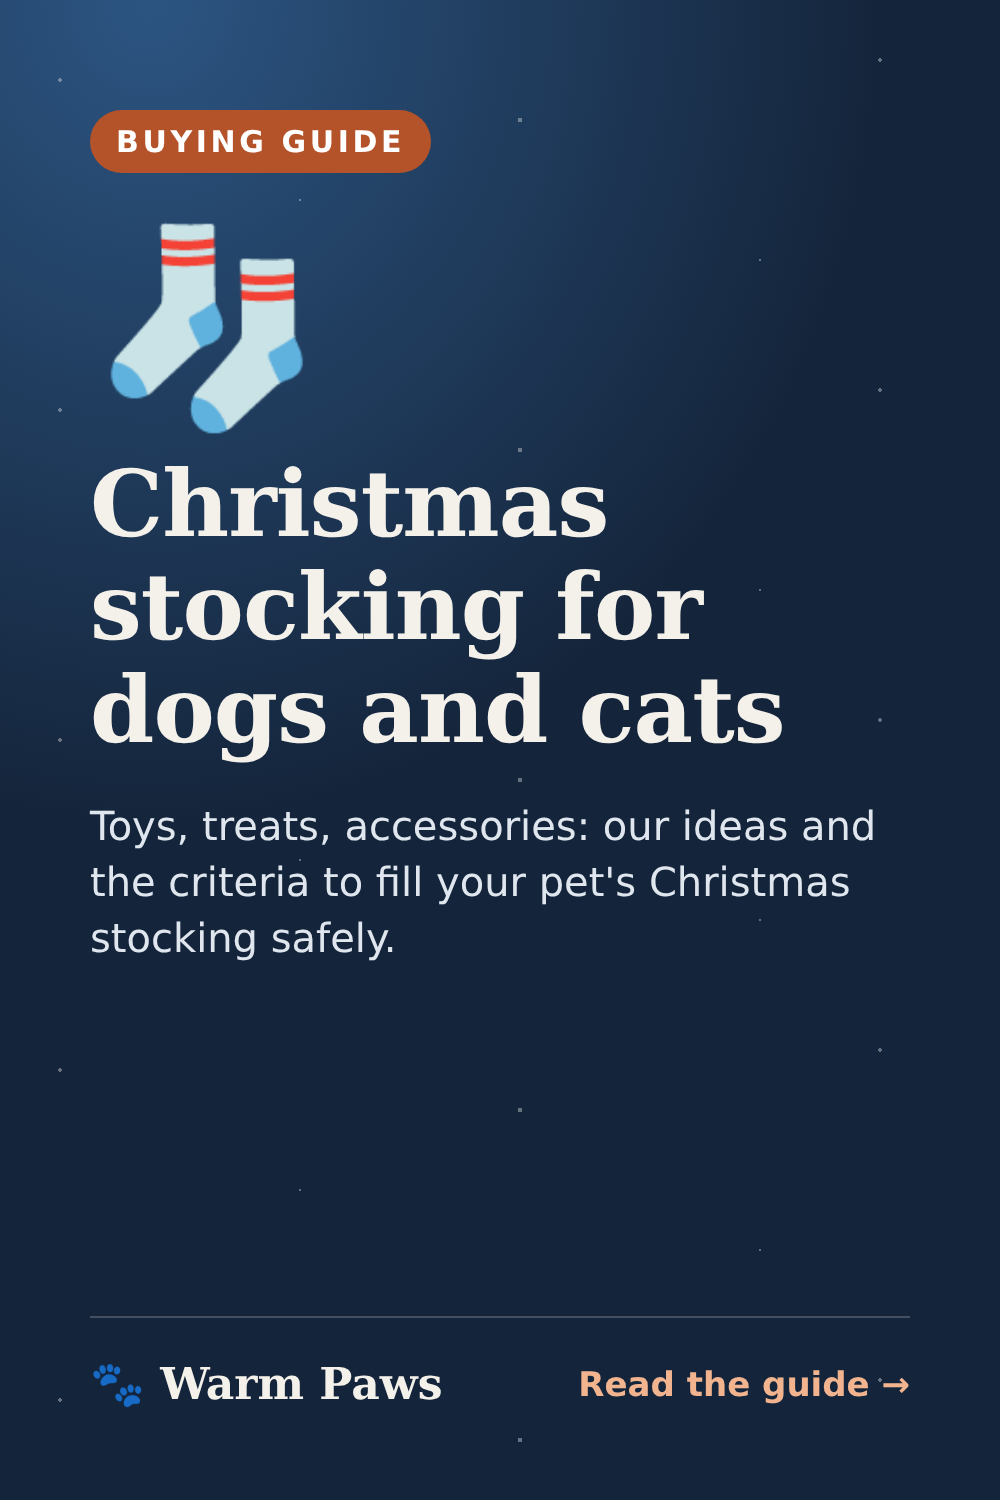 BUYING GUIDE
Christmas
stocking for
dogs and cats
Toys, treats, accessories: our ideas and
the criteria to fill your pet's Christmas
stocking safely.
Warm Paws
Read the guide →